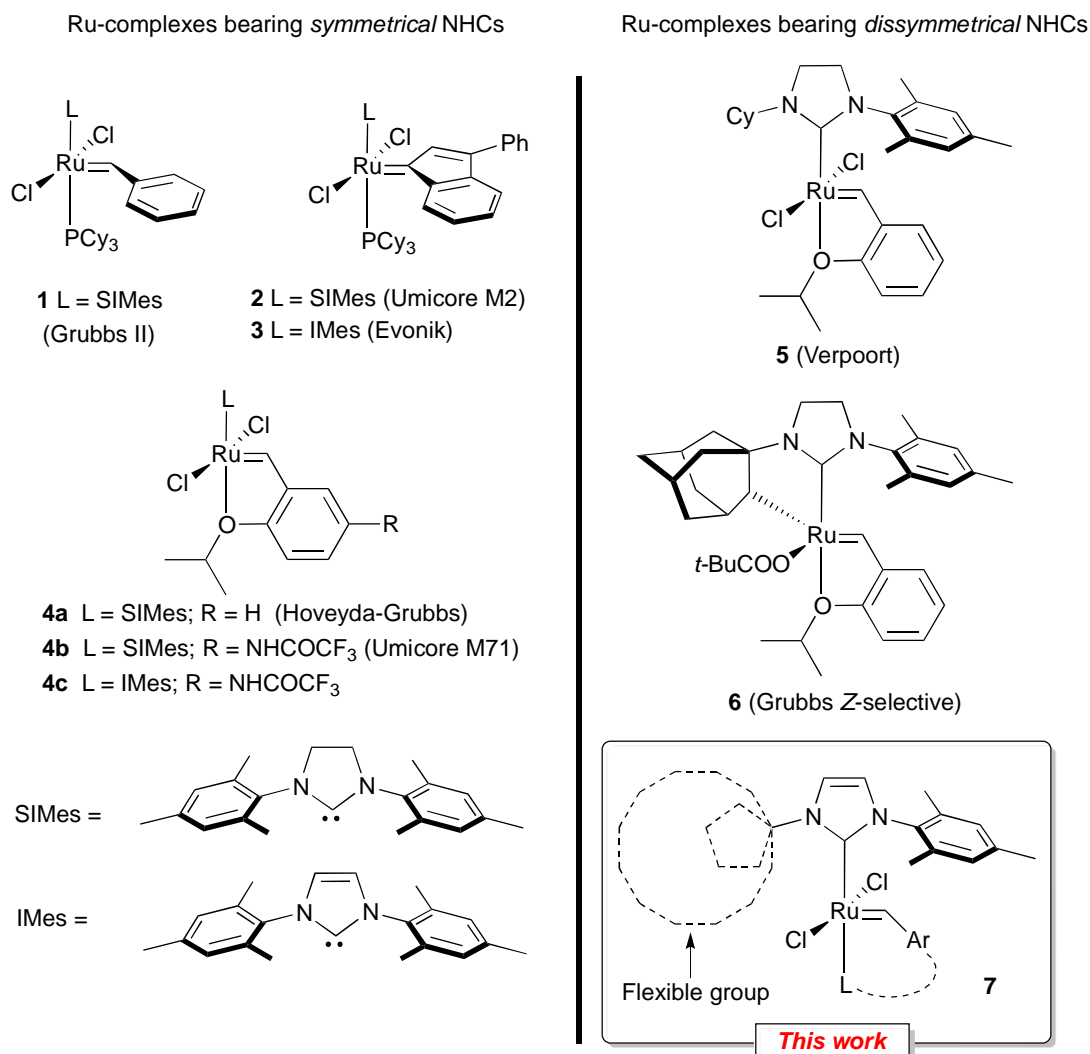 Ru-complexes bearing symmetrical NHCs
L
Cl
Ru
Cl
PCy3
1 L = SIMes
(Grubbs II)
L
Cl
Ph
Ru
Cl
PCy3
2 L = SIMes (Umicore M2)
3 L = IMes (Evonik)
L
Cl
Ru
Cl
R
O
4a L = SIMes; R = H (Hoveyda-Grubbs)
4b L = SIMes; R = NHCOCF3 (Umicore M71)
4c L = IMes; R = NHCOCF3
SIMes =
N N
IMes =
N N
Ru-complexes bearing dissymmetrical NHCs
N N
Cy
Cl
Ru
Cl
O
5 (Verpoort)
N N
Ru
t-BuCOO
O
6 (Grubbs Z-selective)
N N
Cl
Ru
Cl
Ar
L
7
Flexible group
This work